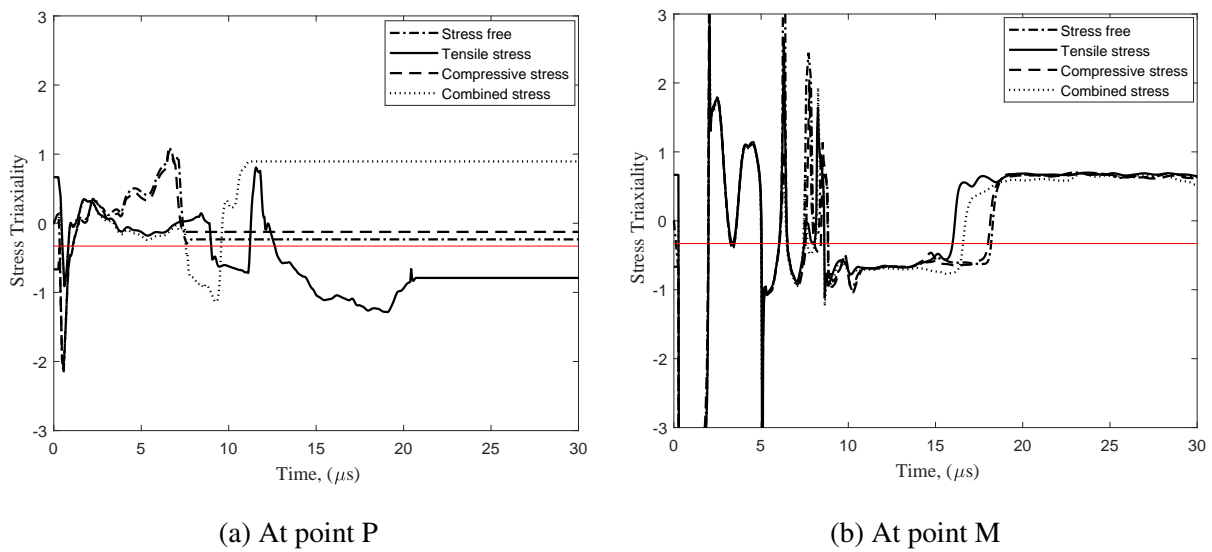 3
2
1
0
-1
-2
-3
Stress Triaxiality
0
5
10
15
20
25
30
Time, (μs)
Stress free
Tensile stress
Compressive stress
Combined stress
(a) At point P
3
2
1
0
-1
-2
-3
Stress Triaxiality
0
5
10
15
20
25
30
Time, (μs)
Stress free
Tensile stress
Compressive stress
Combined stress
(b) At point M